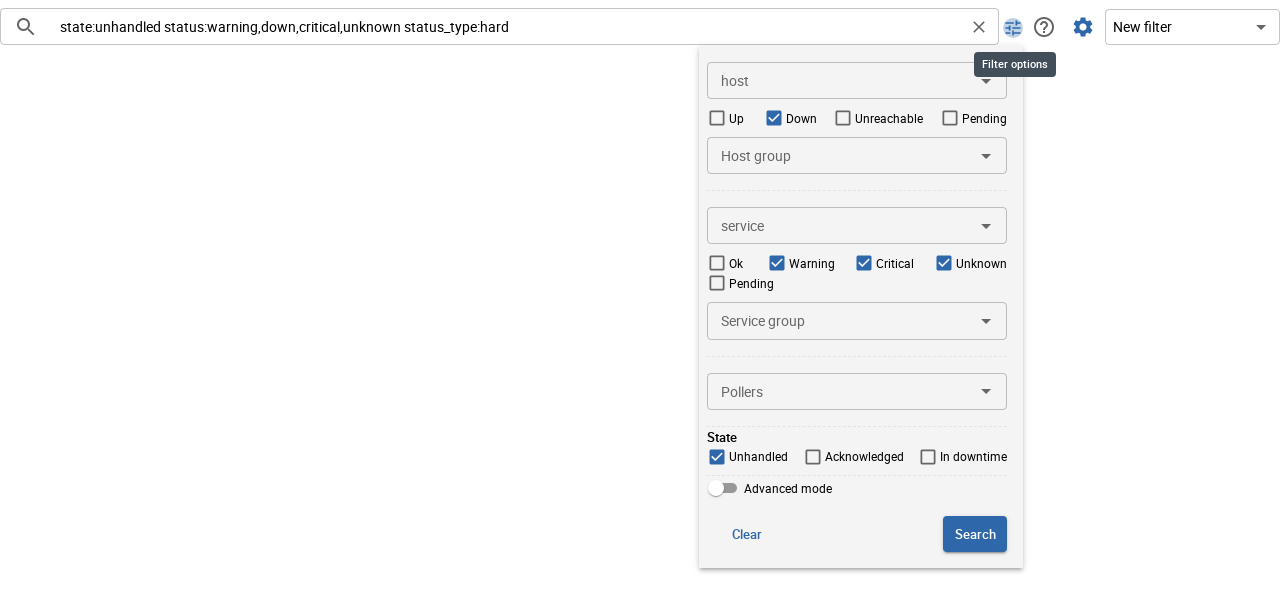 state:unhandled status:warning,down,critical,unknown status_type:hard
New filter
Filter options
host
Up Down Unreachable Pending
Host group
service
Ok Warning Critical Unknown
Pending
Service group
Pollers
State
Unhandled Acknowledged In downtime
Advanced mode
Clear Search